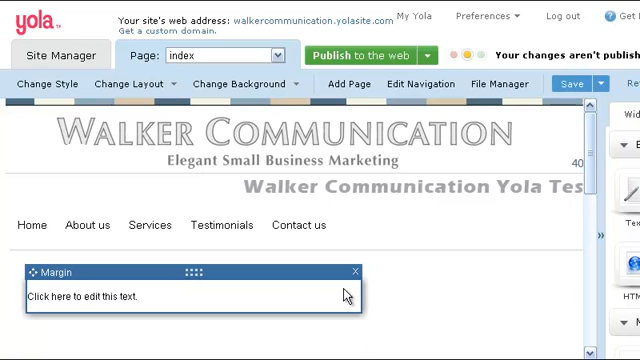 yola
Your site's web address: walkercommunication.yolasite.com
Get a custom domain.
My Yola
Preferences
Log out
Get
Site Manager
Page: index
Publish to the web
Your changes aren't publish
Change Style
Change Layout
Change Background
Add Page
Edit Navigation
File Manager
Save
WALKER COMMUNICATION
Elegant Small Business Marketing
40
Walker Communication Yola Tes
Home
About us
Services
Testimonials
Contact us
Margin
Click here to edit this text.